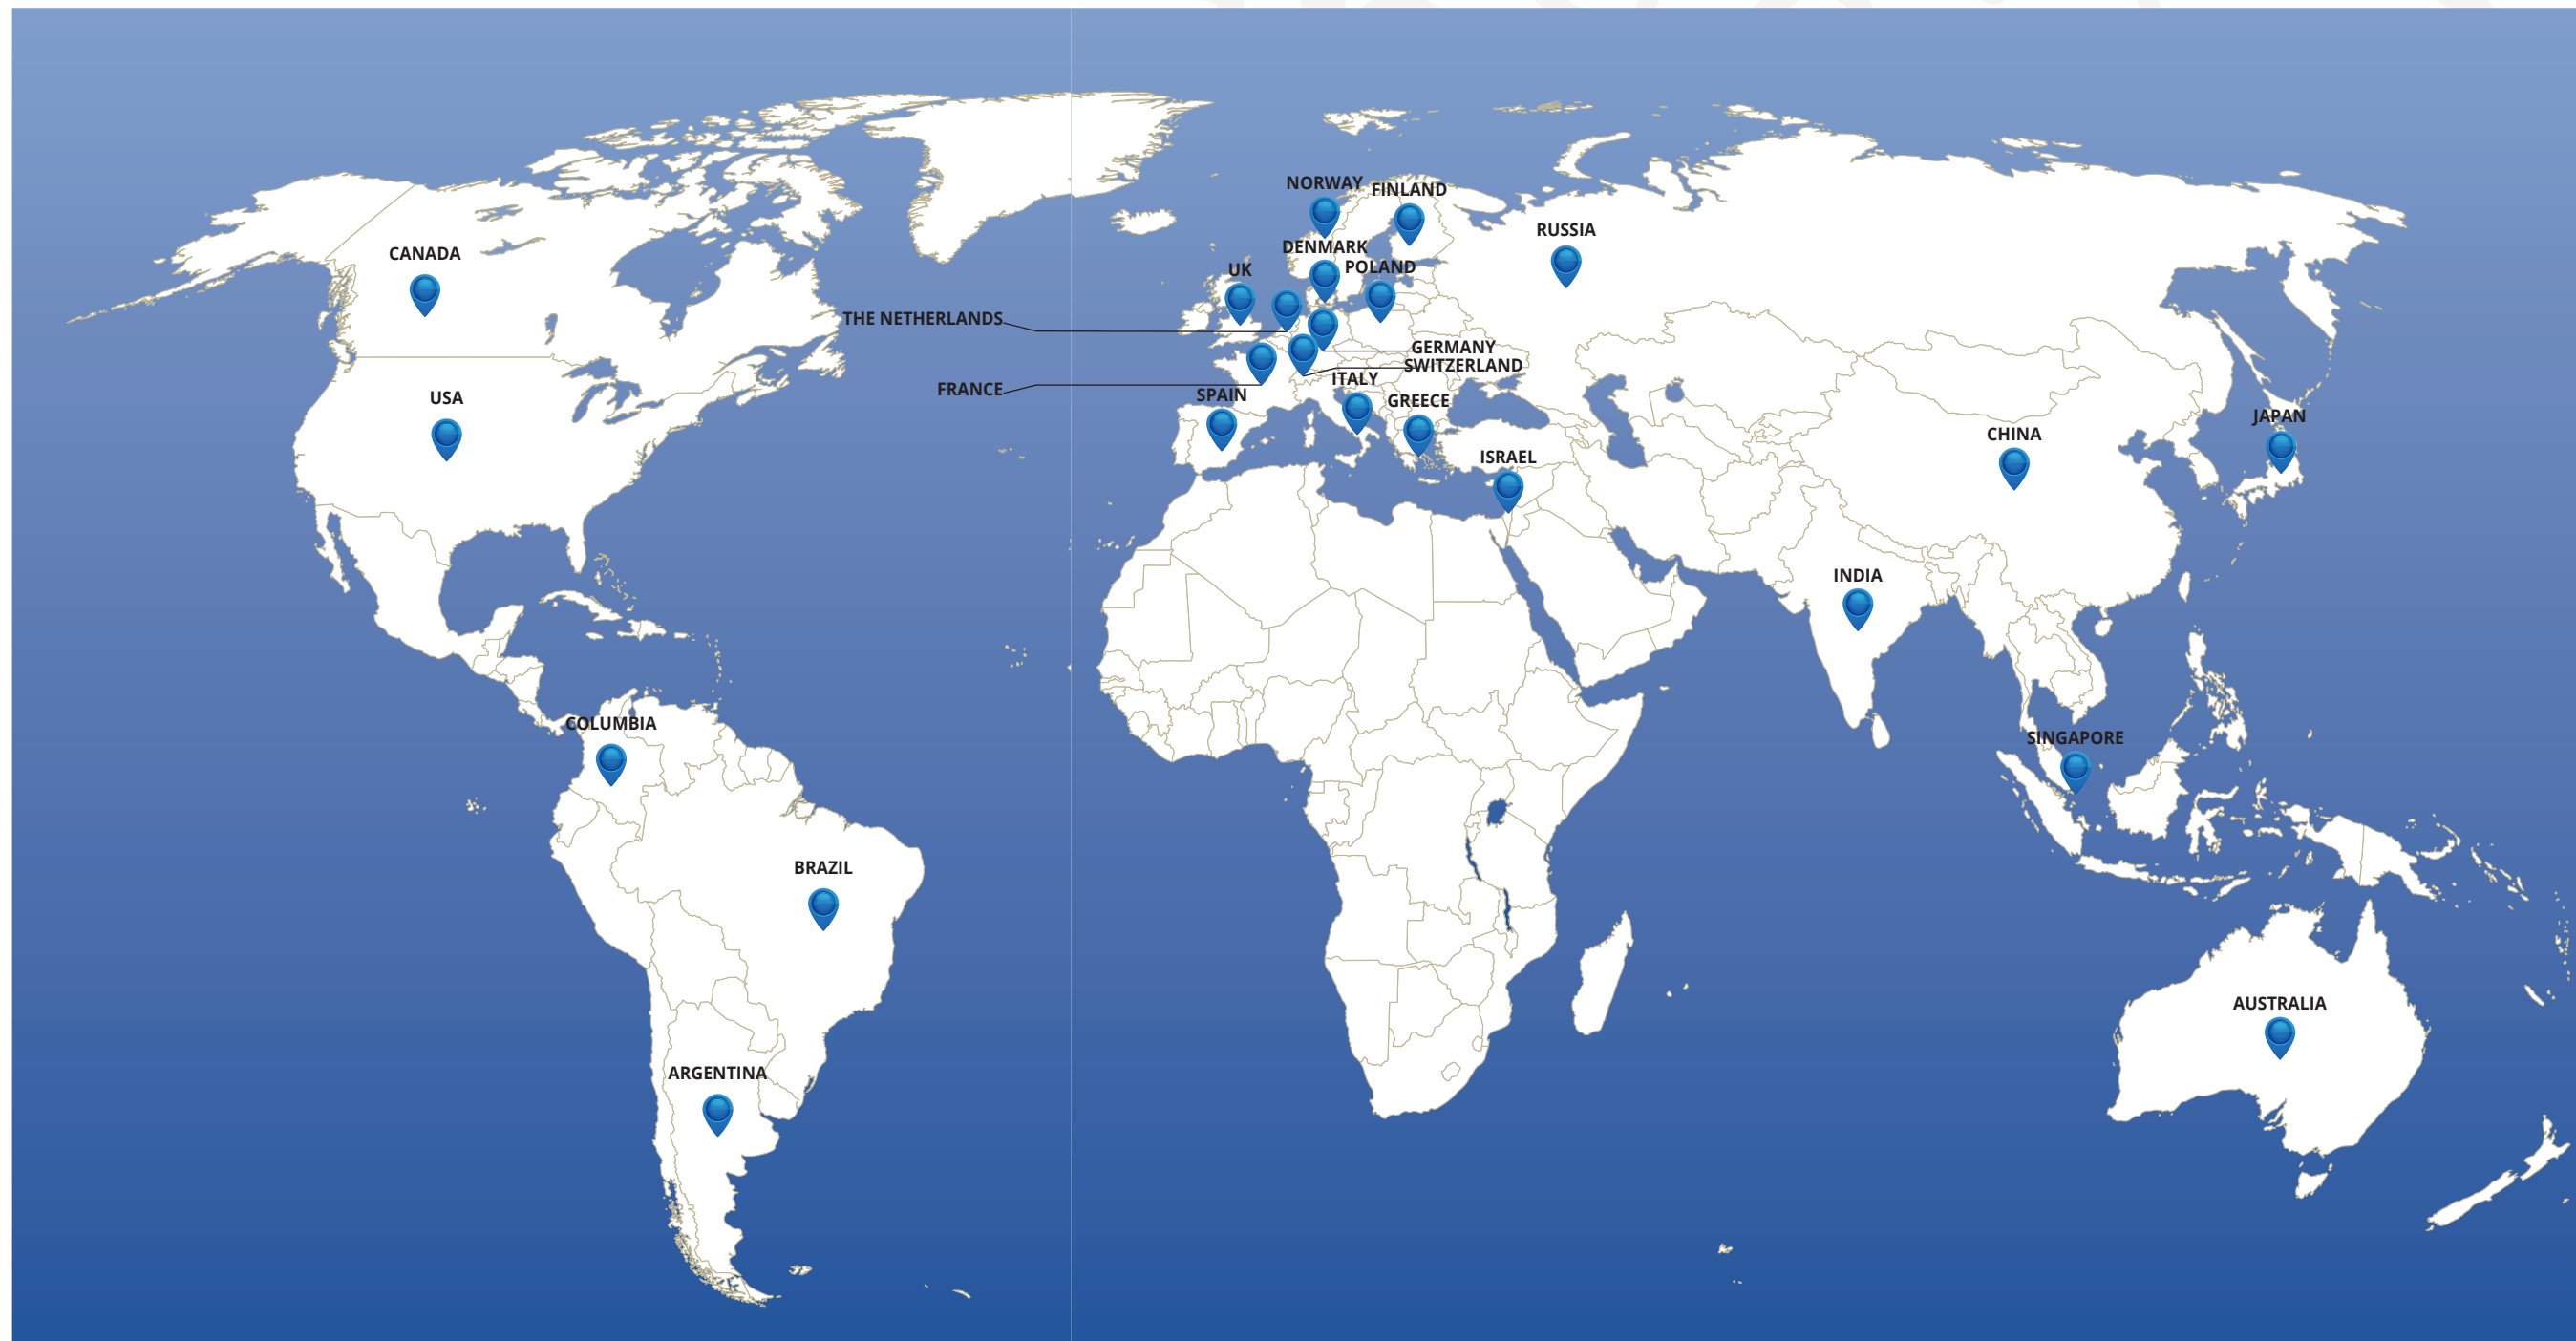 NORWAY
FINLAND
RUSSIA
DENMARK
CANADA
UK
POLAND
THE NETHERLANDS
GERMANY
SWITZERLAND
ITALY
FRANCE
SPAIN
USA
GREECE
JAPAN
CHINA
ISRAEL
INDIA
COLUMBIA
SINGAPORE
BRAZIL
AUSTRALIA
ARGENTINA